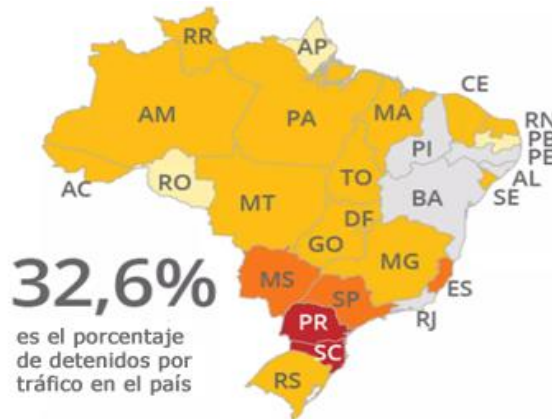 RR
AP
CE
AM
PA
MA
RN
PB
PI
PE
AC
RO
TO
AL
SE
MT
BA
DF
GO
MG
32,6%
MS
ES
SP
RJ
es el porcentaje
de detenidos por
tráfico en el país
PR
SC
RS